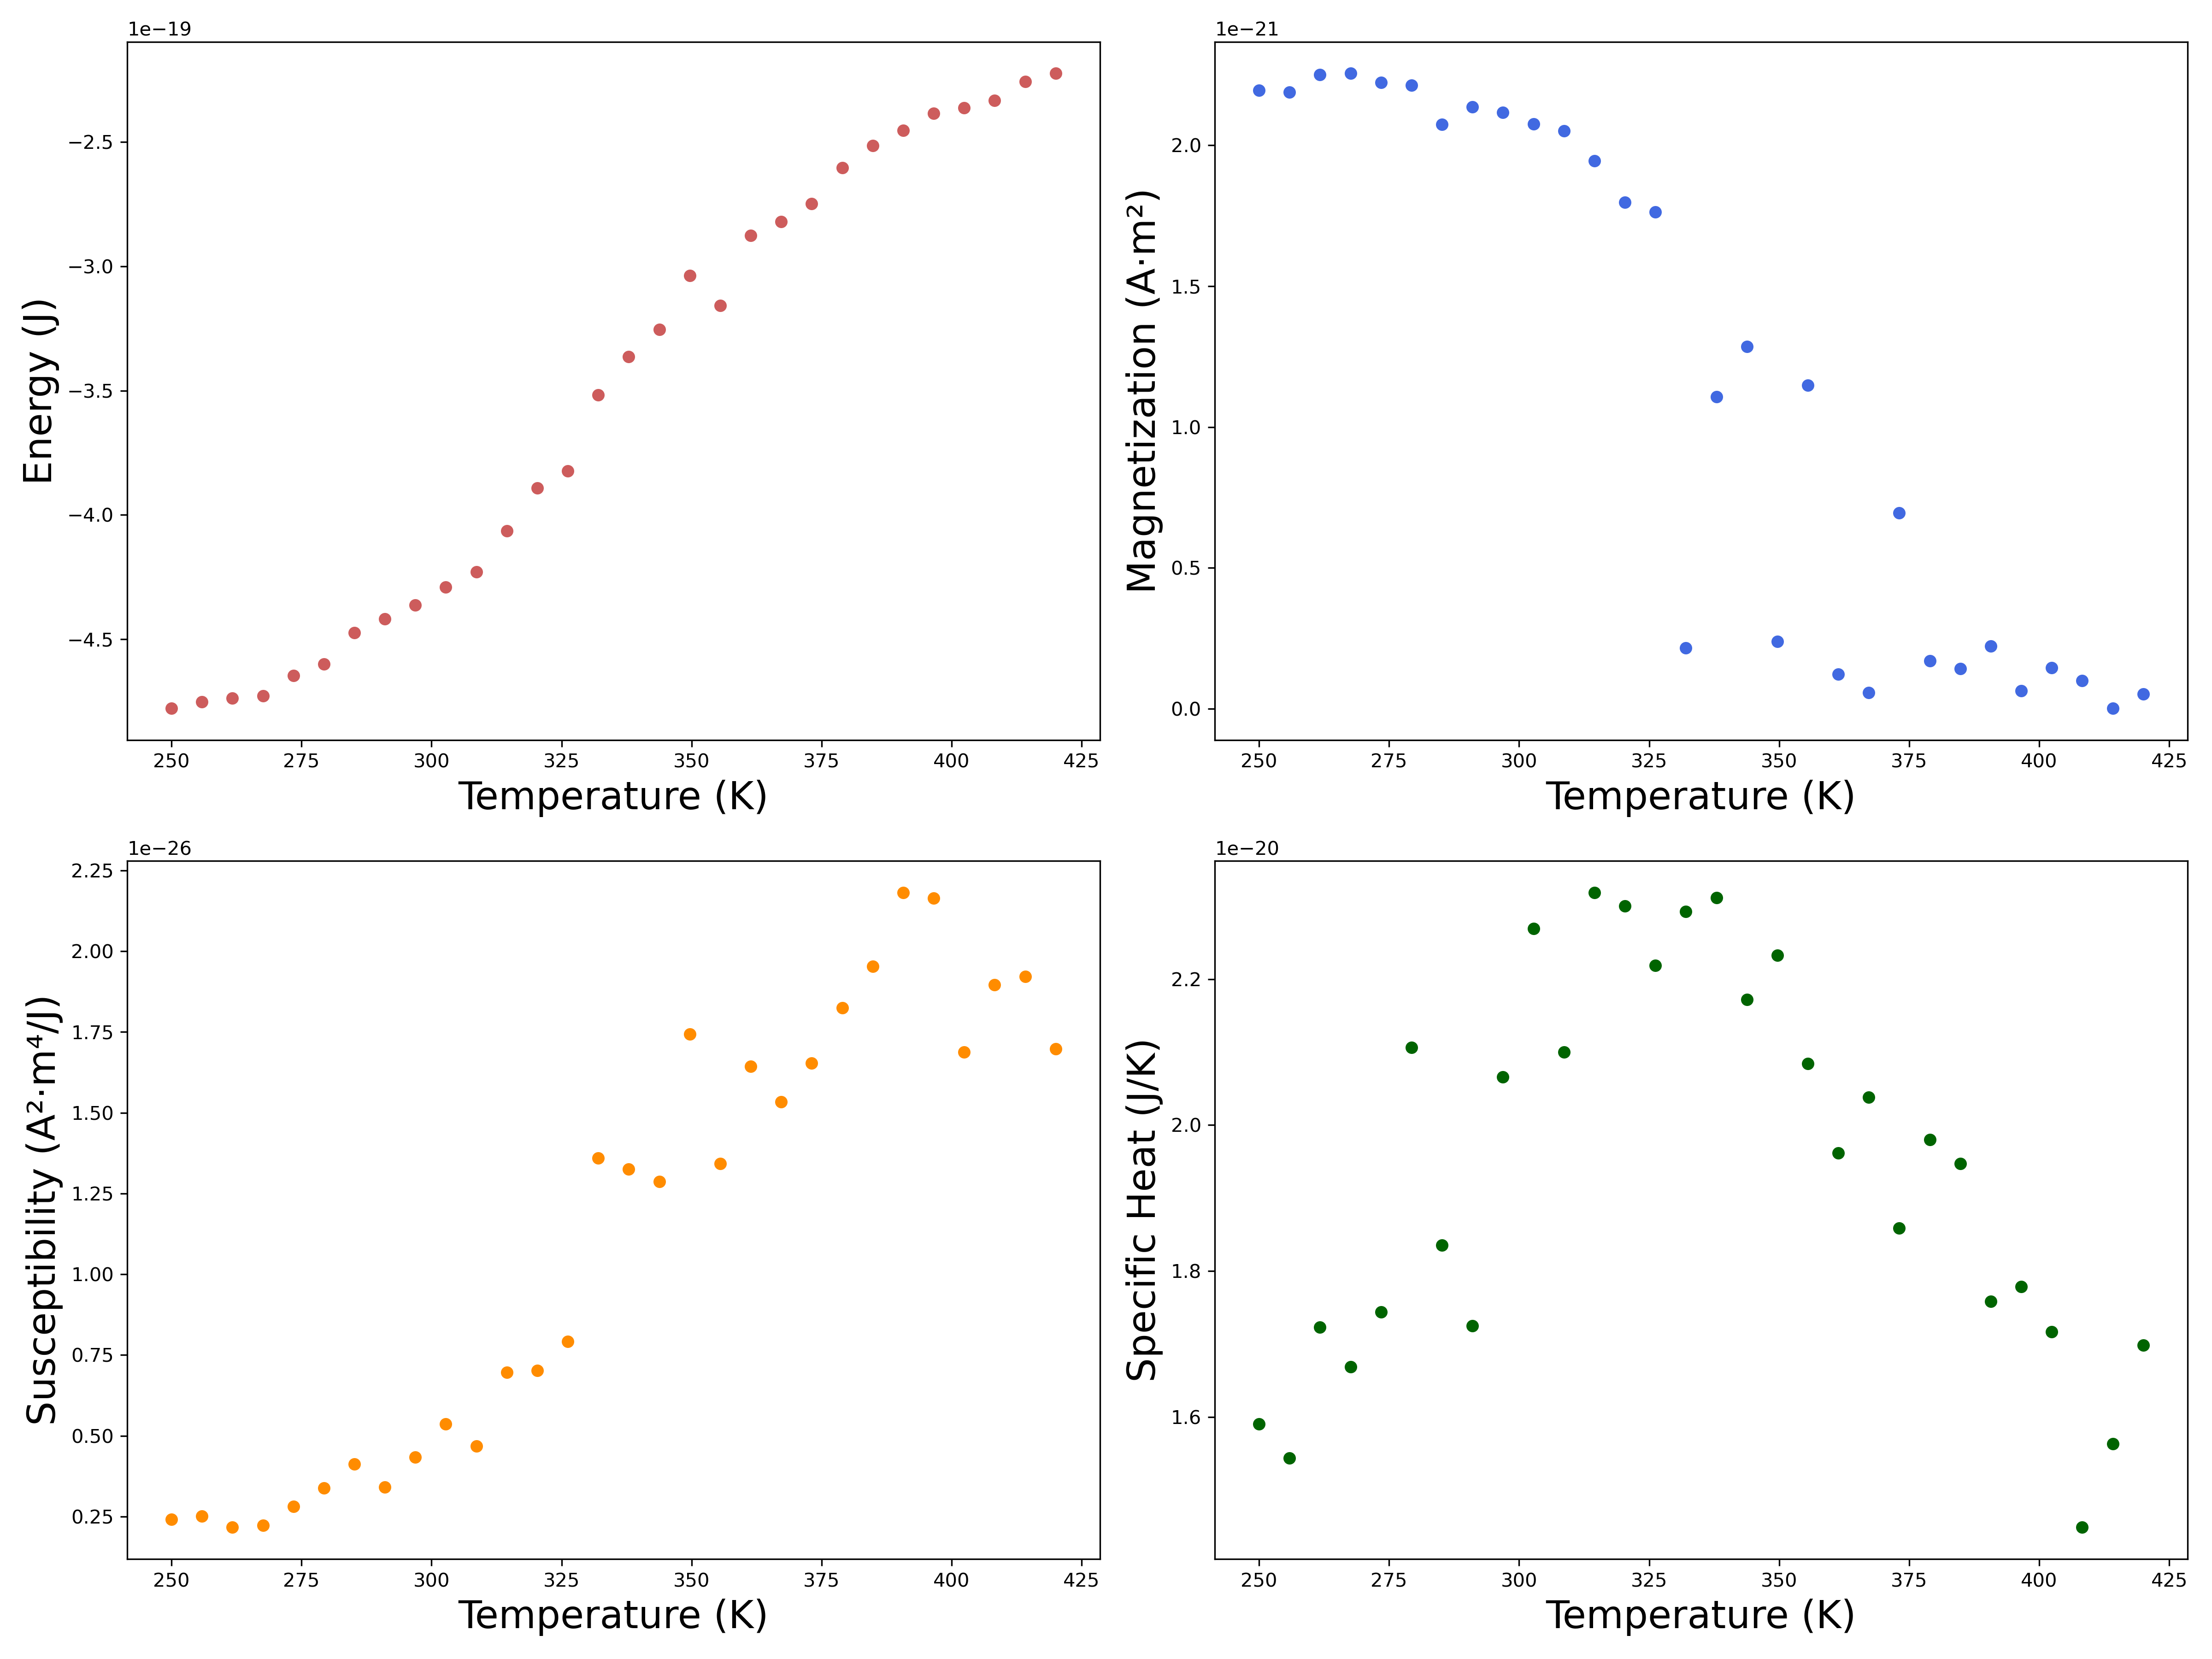 1e−19
−2.5
−3.0
−3.5
−4.0
−4.5
Energy (J)
250 275 300 325 350 375 400 425
Temperature (K)
1e−21
2.0
1.5
1.0
0.5
0.0
Magnetization (A·m²)
250 275 300 325 350 375 400 425
Temperature (K)
1e−26
2.25
2.00
1.75
1.50
1.25
1.00
0.75
0.50
0.25
Susceptibility (A²·m⁴/J)
250 275 300 325 350 375 400 425
Temperature (K)
1e−20
2.2
2.0
1.8
1.6
Specific Heat (J/K)
250 275 300 325 350 375 400 425
Temperature (K)